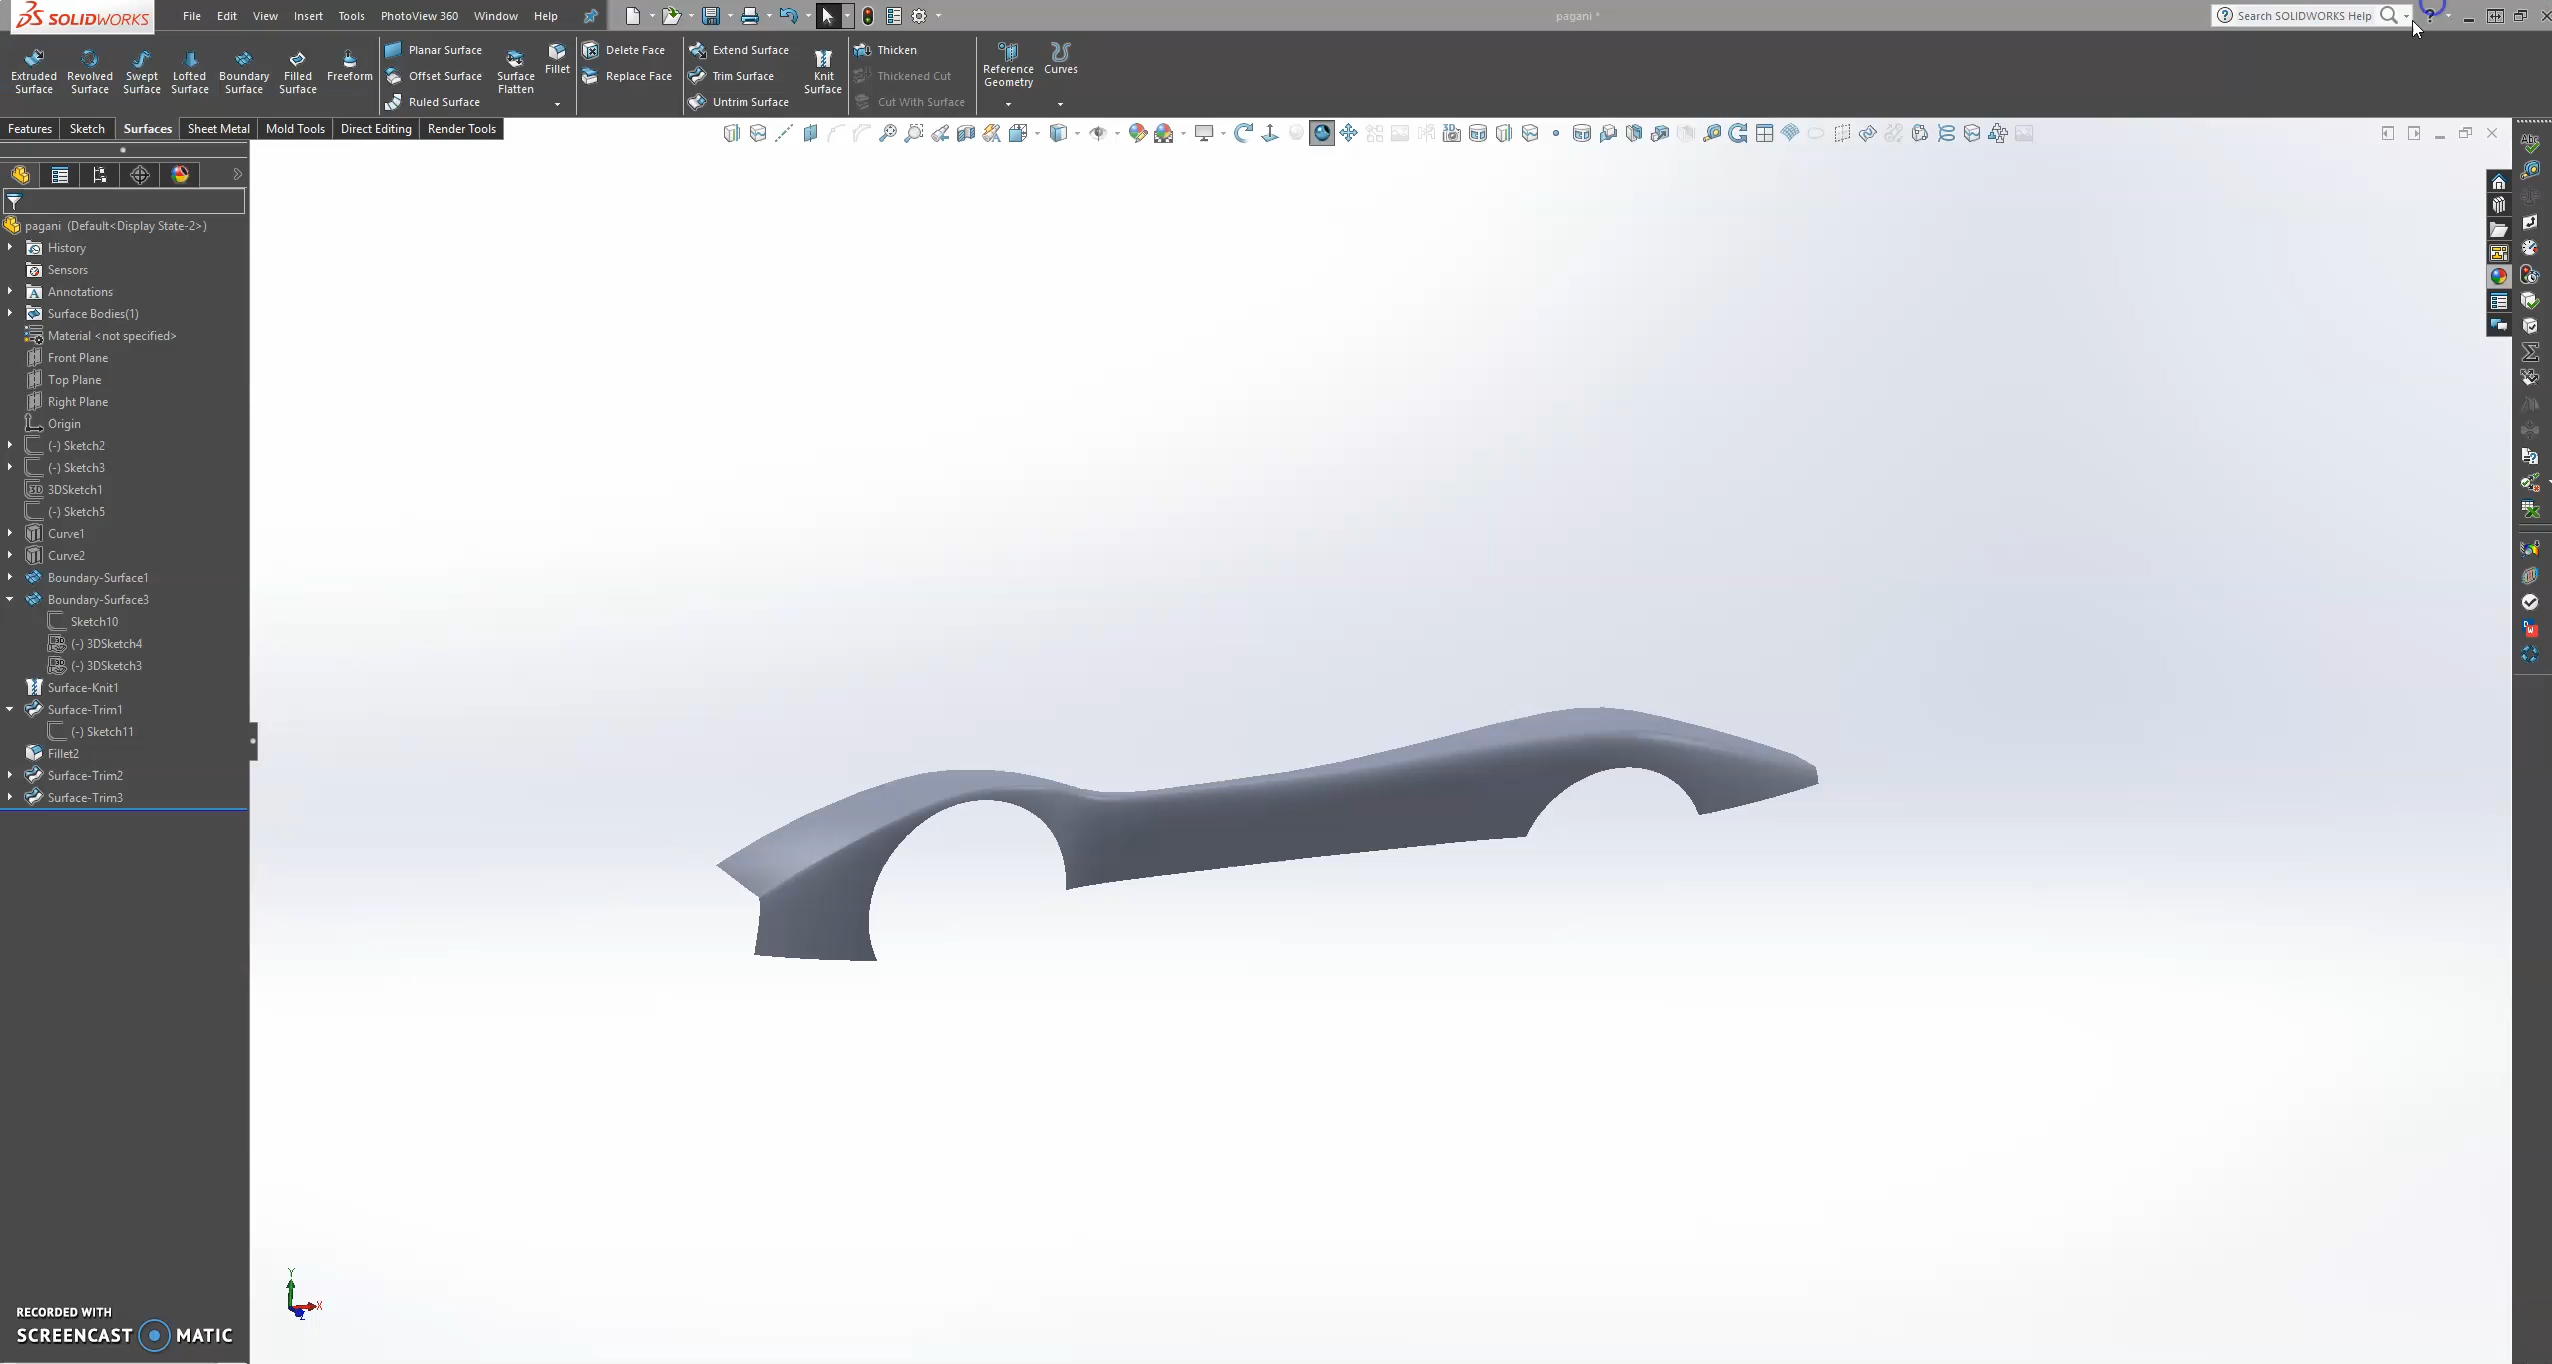 SOLIDWORKS
File Edit View Insert Tools PhotoView 360 Window Help
pagani *
Search SOLIDWORKS Help
Extruded Surface
Revolved Surface
Swept Surface
Lofted Surface
Boundary Surface
Filled Surface
Freeform
Planar Surface
Offset Surface
Ruled Surface
Surface Flatten
Fillet
Delete Face
Replace Face
Extend Surface
Trim Surface
Untrim Surface
Knit Surface
Thicken
Thickened Cut
Cut With Surface
Reference Geometry
Curves
Features Sketch Surfaces Sheet Metal Mold Tools Direct Editing Render Tools
pagani (Default<Display State-2>)
History
Sensors
Annotations
Surface Bodies(1)
Material <not specified>
Front Plane
Top Plane
Right Plane
Origin
(-) Sketch2
(-) Sketch3
3DSketch1
(-) Sketch5
Curve1
Curve2
Boundary-Surface1
Boundary-Surface3
Sketch10
(-) 3DSketch4
(-) 3DSketch3
Surface-Knit1
Surface-Trim1
(-) Sketch11
Fillet2
Surface-Trim2
Surface-Trim3
Y
X
Z
RECORDED WITH
SCREENCAST MATIC